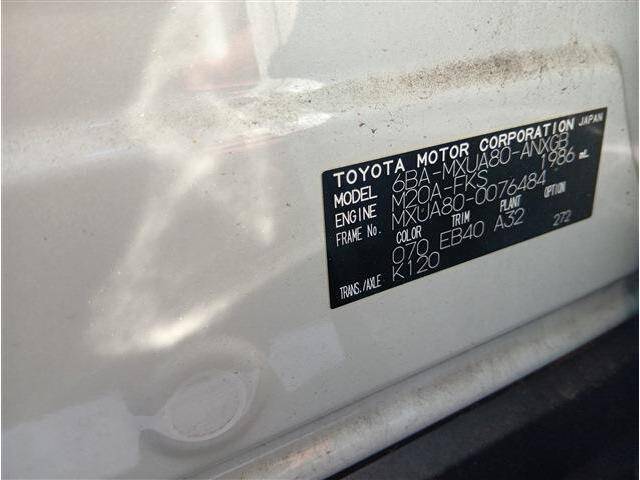 TOYOTA MOTOR CORPORATION JAPAN
MODEL 6BA-MXUA80-ANXGB
ENGINE M20A-FKS 1986 mL
FRAME No. MXUA80-0076484
COLOR TRIM PLANT OPTION
070 EB40 A32 272
TRANS./AXLE K120